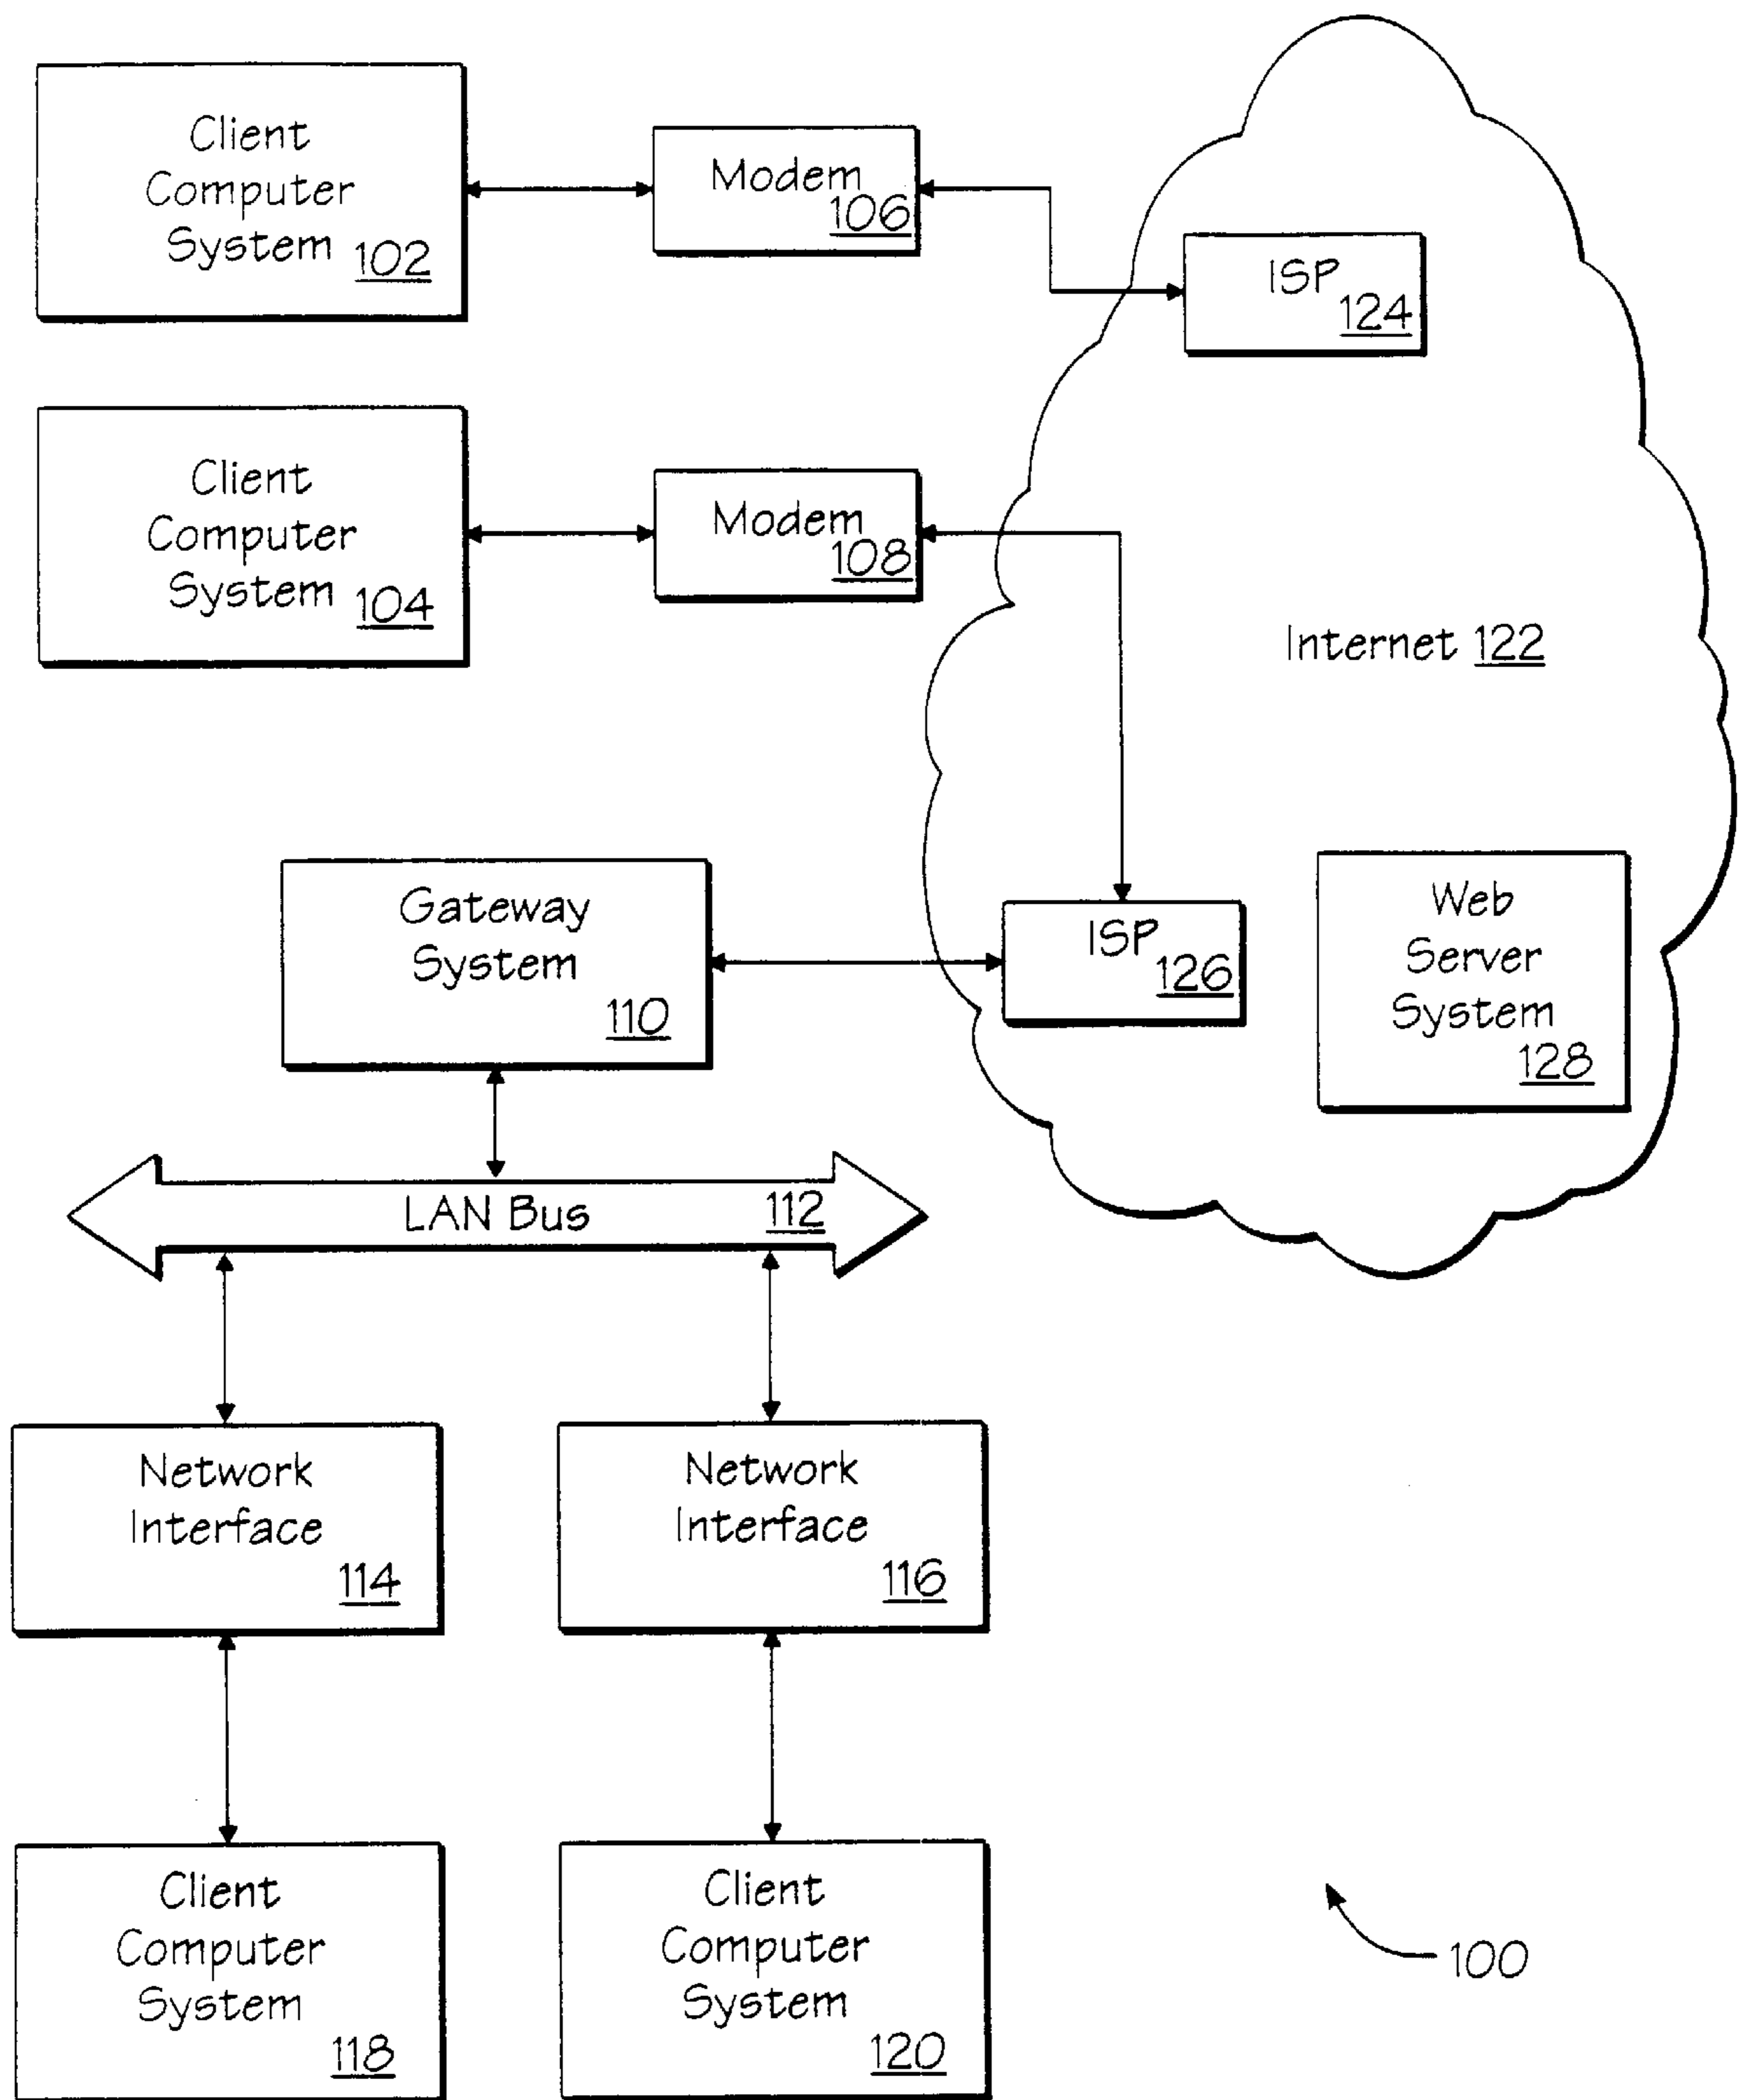 Client
Computer
System 102
Modem
106
ISP
124
Client
Computer
System 104
Modem
108
Internet 122
Gateway
System
110
ISP
126
Web
Server
System
128
LAN Bus 112
Network
Interface
114
Network
Interface
116
Client
Computer
System
118
Client
Computer
System
120
100